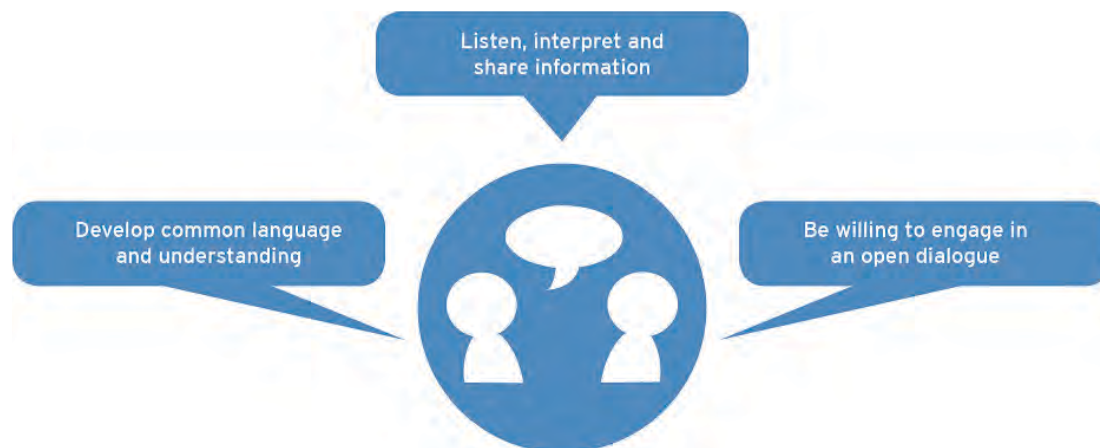 Listen, interpret and
share information
Develop common language
and understanding
Be willing to engage in
an open dialogue